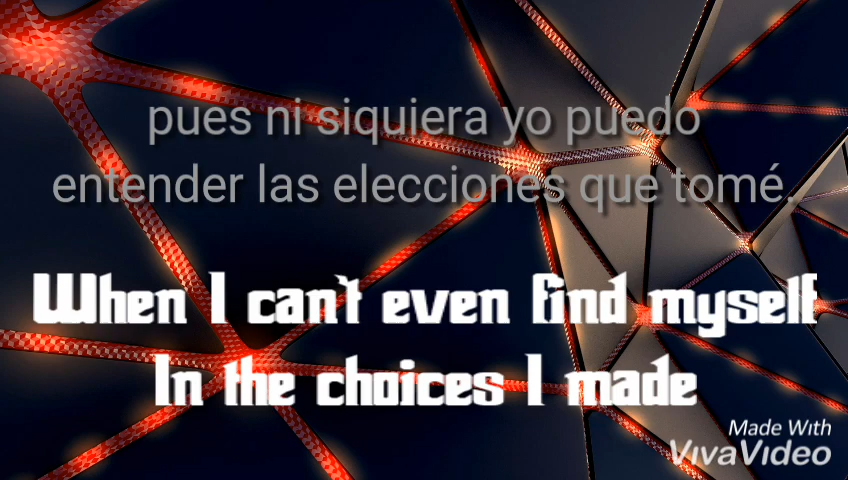 pues ni siquiera yo puedo
entender las elecciones que tomé.
When I can't even find myself
In the choices I made
Made With
VivaVideo